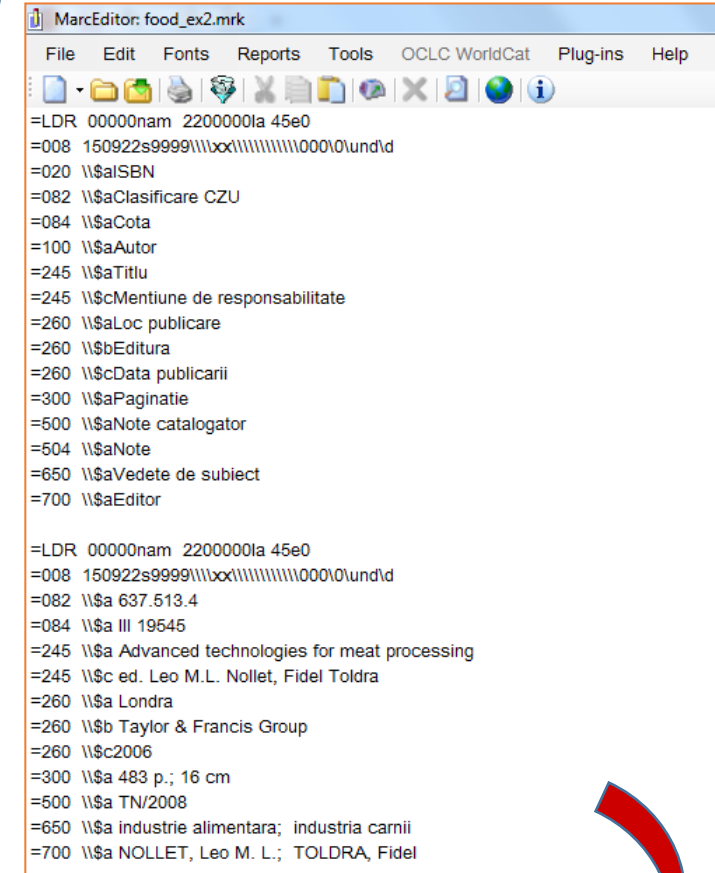 MarcEditor: food_ex2.mrk
File Edit Fonts Reports Tools OCLC WorldCat Plug-ins Help
=LDR 00000nam 2200000Ia 45e0
=008 150922s9999\\\\xx\\\\\\\\\\\\000\0\und\d
=020 \\$aISBN
=082 \\$aClasificare CZU
=084 \\$aCota
=100 \\$aAutor
=245 \\$aTitlu
=245 \\$cMentiune de responsabilitate
=260 \\$aLoc publicare
=260 \\$bEditura
=260 \\$cData publicarii
=300 \\$aPaginatie
=500 \\$aNote catalogator
=504 \\$aNote
=650 \\$aVedete de subiect
=700 \\$aEditor
=LDR 00000nam 2200000Ia 45e0
=008 150922s9999\\\\xx\\\\\\\\\\\\000\0\und\d
=082 \\$a 637.513.4
=084 \\$a III 19545
=245 \\$a Advanced technologies for meat processing
=245 \\$c ed. Leo M.L. Nollet, Fidel Toldra
=260 \\$a Londra
=260 \\$b Taylor & Francis Group
=260 \\$c2006
=300 \\$a 483 p.; 16 cm
=500 \\$a TN/2008
=650 \\$a industrie alimentara; industria carnii
=700 \\$a NOLLET, Leo M. L.; TOLDRA, Fidel